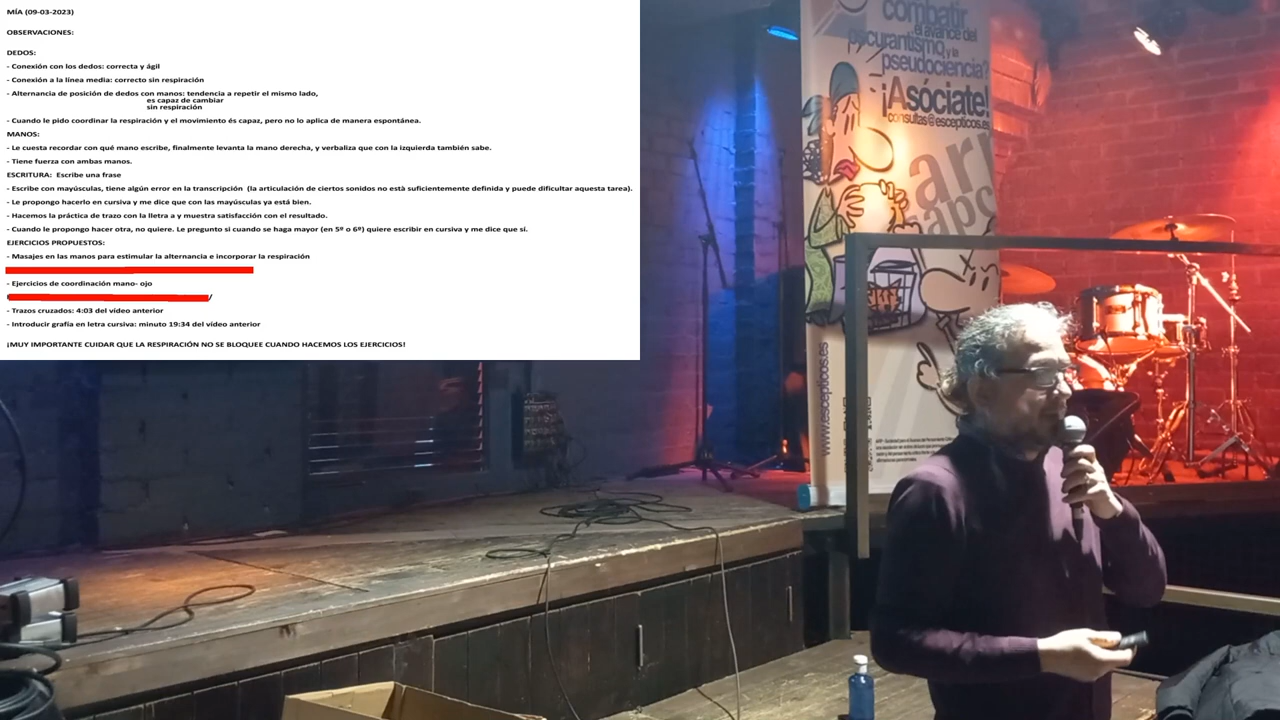 MÍA (09-03-2023)
OBSERVACIONES:
DEDOS:
- Conexión con los dedos: correcta y ágil
- Conexión a la línea media: correcto sin respiración
- Alternancia de posición de dedos con manos: tendencia a repetir el mismo lado,
es capaz de cambiar
sin respiración
- Cuando le pido coordinar la respiración y el movimiento és capaz, pero no lo aplica de manera espontánea.
MANOS:
- Le cuesta recordar con qué mano escribe, finalmente levanta la mano derecha, y verbaliza que con la izquierda también sabe.
- Tiene fuerza con ambas manos.
ESCRITURA: Escribe una frase
- Escribe con mayúsculas, tiene algún error en la transcripción (la articulación de ciertos sonidos no està suficientemente definida y puede dificultar aquesta tarea).
- Le propongo hacerlo en cursiva y me dice que con las mayúsculas ya está bien.
- Hacemos la práctica de trazo con la lletra a y muestra satisfacción con el resultado.
- Cuando le propongo hacer otra, no quiere. Le pregunto si cuando se haga mayor (en 5º o 6º) quiere escribir en cursiva y me dice que si.
EJERCICIOS PROPUESTOS:
- Masajes en las manos para estimular la alternancia e incorporar la respiración
- Ejercicios de coordinación mano- ojo
/
- Trazos cruzados: 4:03 del vídeo anterior
- Introducir grafia en letra cursiva: minuto 19:34 del vídeo anterior
¡MUY IMPORTANTE CUIDAR QUE LA RESPIRACIÓN NO SE BLOQUEE CUANDO HACEMOS LOS EJERCICIOS!
combatir
el avance del
oscurantismo y la
pseudociencia?
¡Asóciate!
consultas@escepticos.es
arp
sapc
www.escepticos.es